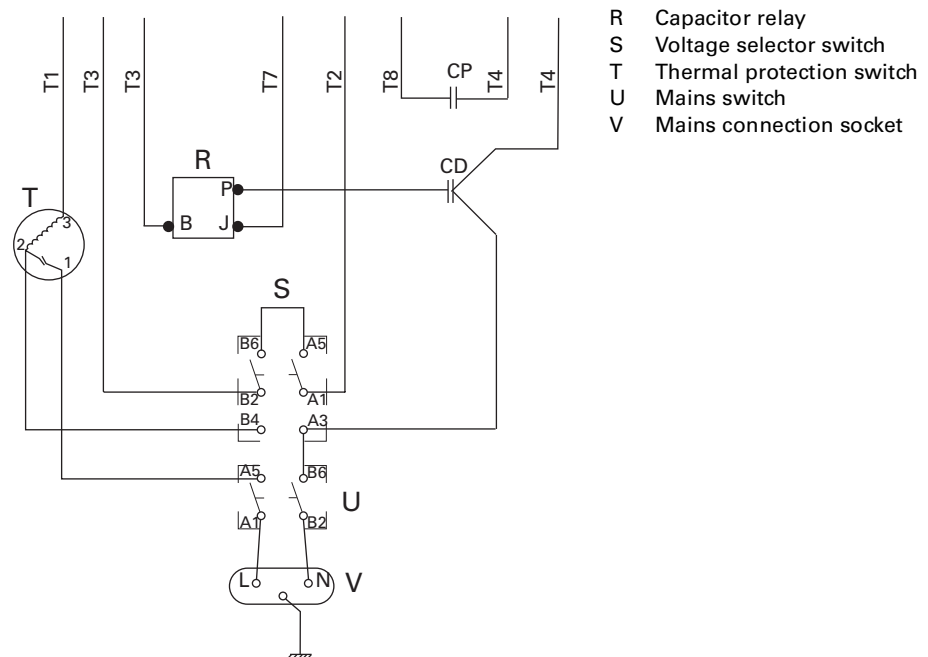 R Capacitor relay
S Voltage selector switch
T Thermal protection switch
U Mains switch
V Mains connection socket
T1
T3
T3
T7
T2
T8
CP
T4
T4
R
P
B
J
CD
T
3
2
1
S
B6
A5
B2
A1
B4
A3
A5
B6
U
A1
B2
L
N
V